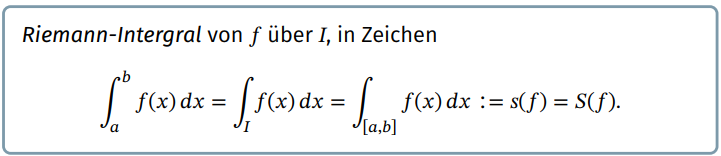 Riemann-Intergral von f über I, in Zeichen
∫_a^b f(x) dx = ∫_I f(x) dx = ∫_[a,b] f(x) dx := s(f) = S(f).